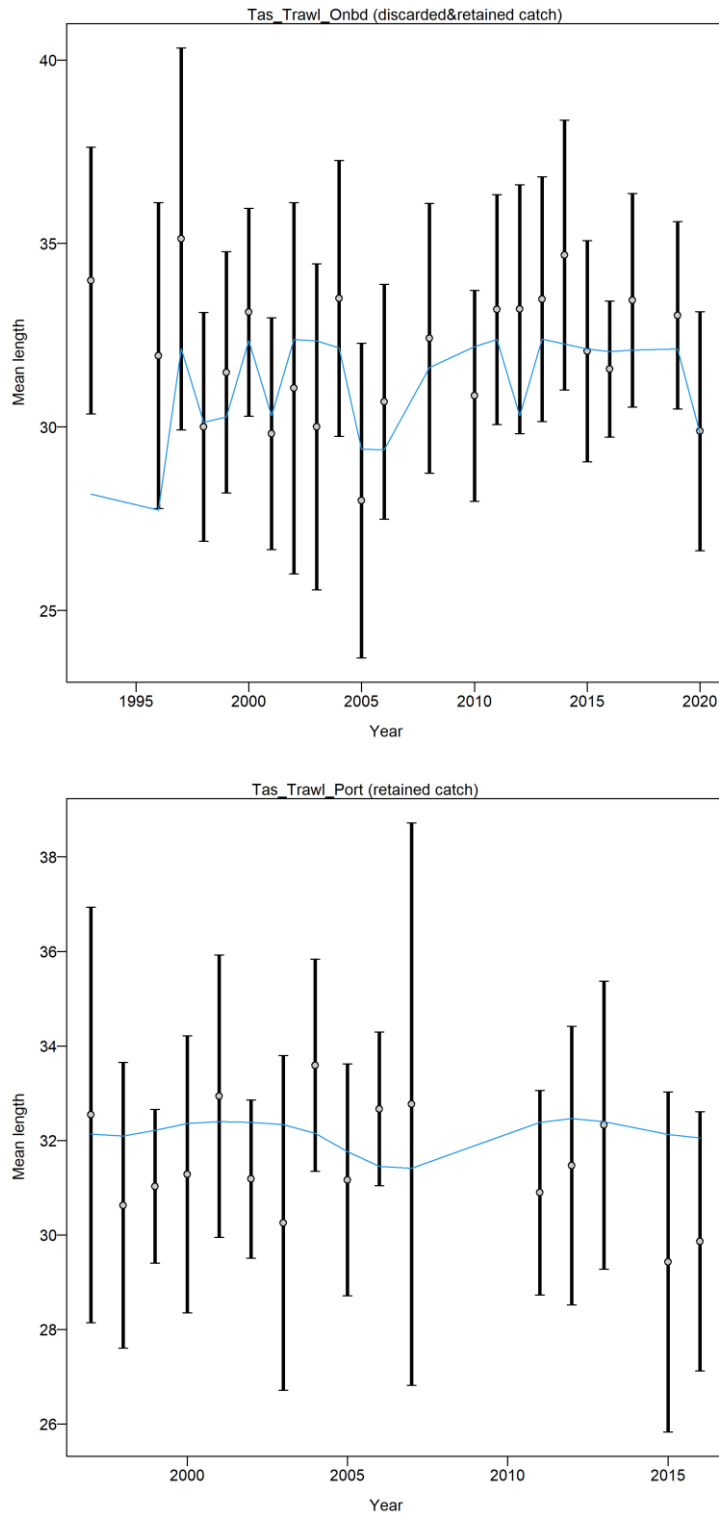 Tas_Trawl_Onbd (discarded&retained catch)
40
35
30
25
Mean length
1995 2000 2005 2010 2015 2020
Year
Tas_Trawl_Port (retained catch)
38
36
34
32
30
28
26
Mean length
2000 2005 2010 2015
Year